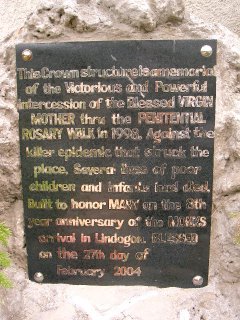 This Crown structure is a memorial
of the Victorious and Powerful
intercession of the Blessed VIRGIN
MOTHER thru the PENITENTIAL
ROSARY WALK in 1998. Against the
killer epidemic that struck the
place, Severa of poor
children and infants had died.
Built to honor MARY on the 8th
year anniversary of the MONKS
arrival in Lindogon. BLESSED
on the 27th day of
February 2004